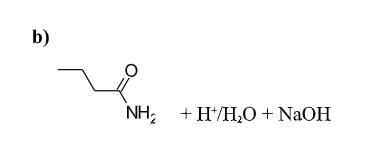 b)
O
NH₂ + H⁺/H₂O + NaOH